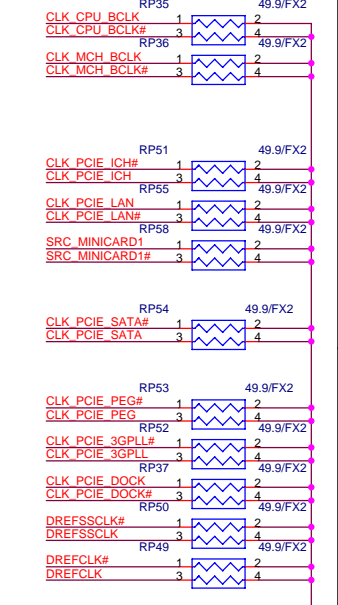 RP35 49.9/FX2
CLK_CPU_BCLK 1 2
CLK_CPU_BCLK# 3 4
RP36 49.9/FX2
CLK_MCH_BCLK 1 2
CLK_MCH_BCLK# 3 4
RP51 49.9/FX2
CLK_PCIE_ICH# 1 2
CLK_PCIE_ICH 3 4
RP55 49.9/FX2
CLK_PCIE_LAN 1 2
CLK_PCIE_LAN# 3 4
RP58 49.9/FX2
SRC_MINICARD1 1 2
SRC_MINICARD1# 3 4
RP54 49.9/FX2
CLK_PCIE_SATA# 1 2
CLK_PCIE_SATA 3 4
RP53 49.9/FX2
CLK_PCIE_PEG# 1 2
CLK_PCIE_PEG 3 4
RP52 49.9/FX2
CLK_PCIE_3GPLL# 1 2
CLK_PCIE_3GPLL 3 4
RP37 49.9/FX2
CLK_PCIE_DOCK 1 2
CLK_PCIE_DOCK# 3 4
RP50 49.9/FX2
DREFSSCLK# 1 2
DREFSSCLK 3 4
RP49 49.9/FX2
DREFCLK# 1 2
DREFCLK 3 4